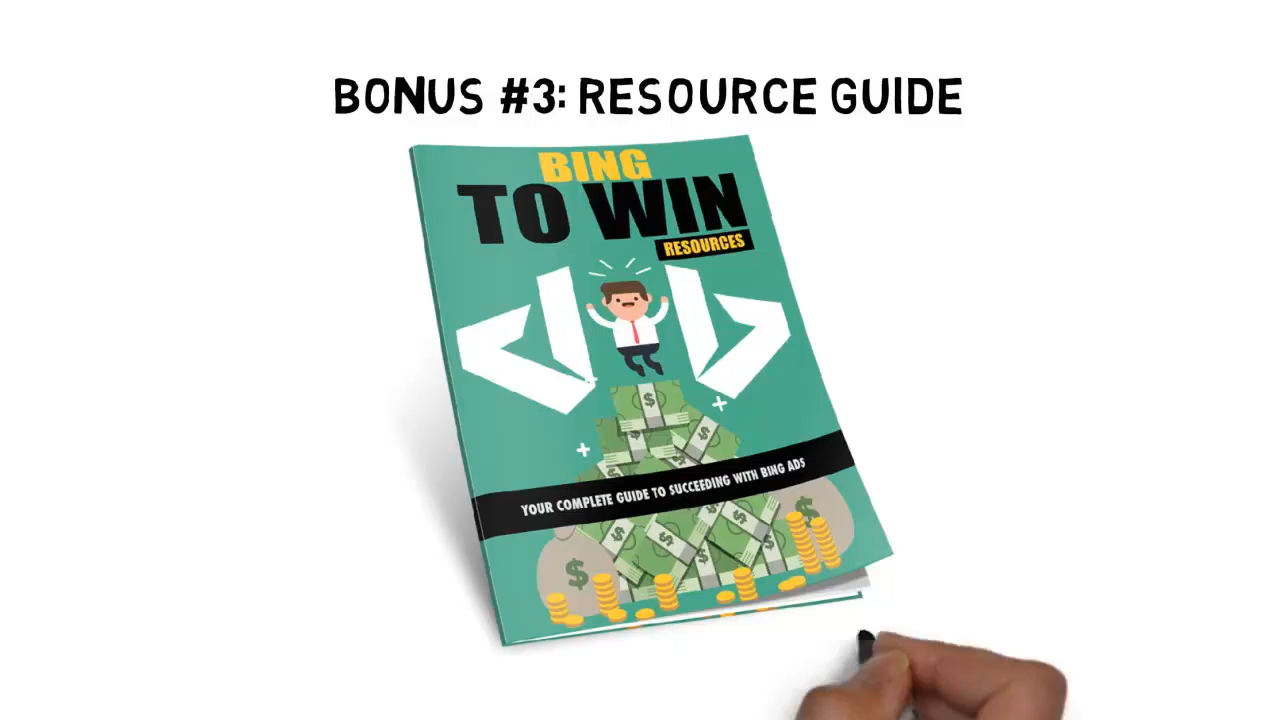 BONUS #3: RESOURCE GUIDE
BING
TO WIN
RESOURCES
YOUR COMPLETE GUIDE TO SUCCEEDING WITH BING ADS